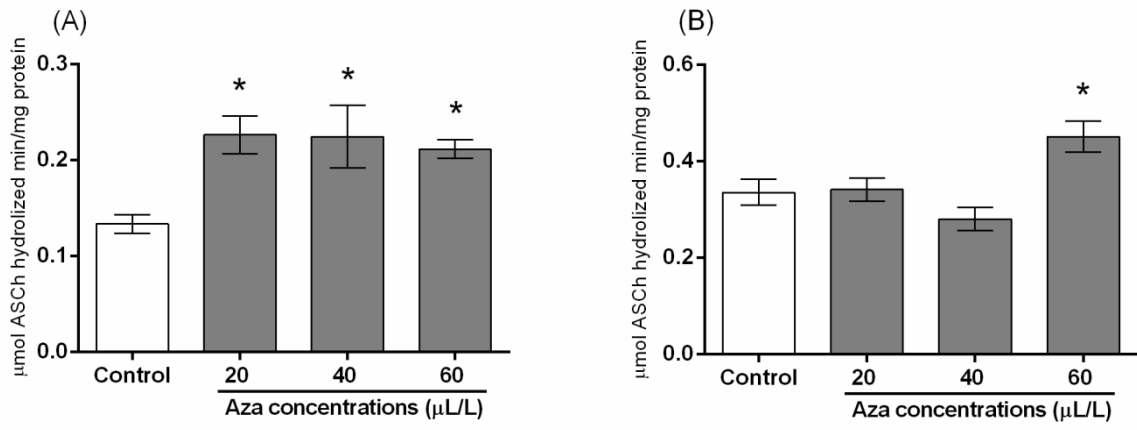 (A)
μmol ASCh hydrolized min/mg protein
0.3
0.2
0.1
0.0
* * *
Control 20 40 60
Aza concentrations (μL/L)
(B)
μmol ASCh hydrolized min/mg protein
0.6
0.4
0.2
0.0
*
Control 20 40 60
Aza concentrations (μL/L)